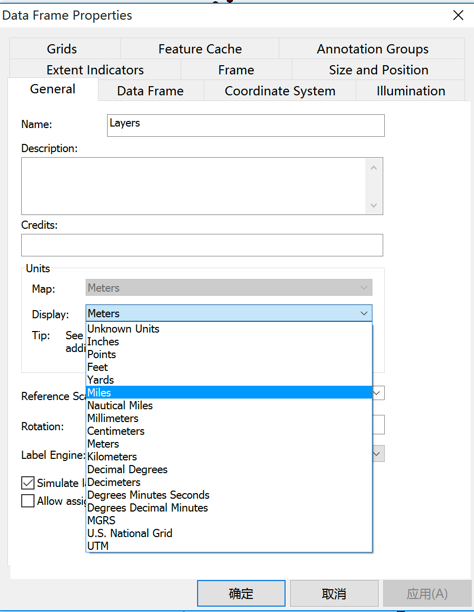 Data Frame Properties
Grids Feature Cache Annotation Groups
Extent Indicators Frame Size and Position
General Data Frame Coordinate System Illumination
Name: Layers
Description:
Credits:
Units
Map: Meters
Display: Meters
Unknown Units
Tip: See
Inches
addi
Points
Feet
Yards
Reference Sc
Miles
Nautical Miles
Millimeters
Rotation:
Centimeters
Meters
Label Engine:
Kilometers
Decimal Degrees
Simulate la
Decimeters
Degrees Minutes Seconds
Allow assig
Degrees Decimal Minutes
MGRS
U.S. National Grid
UTM
确定 取消 应用(A)